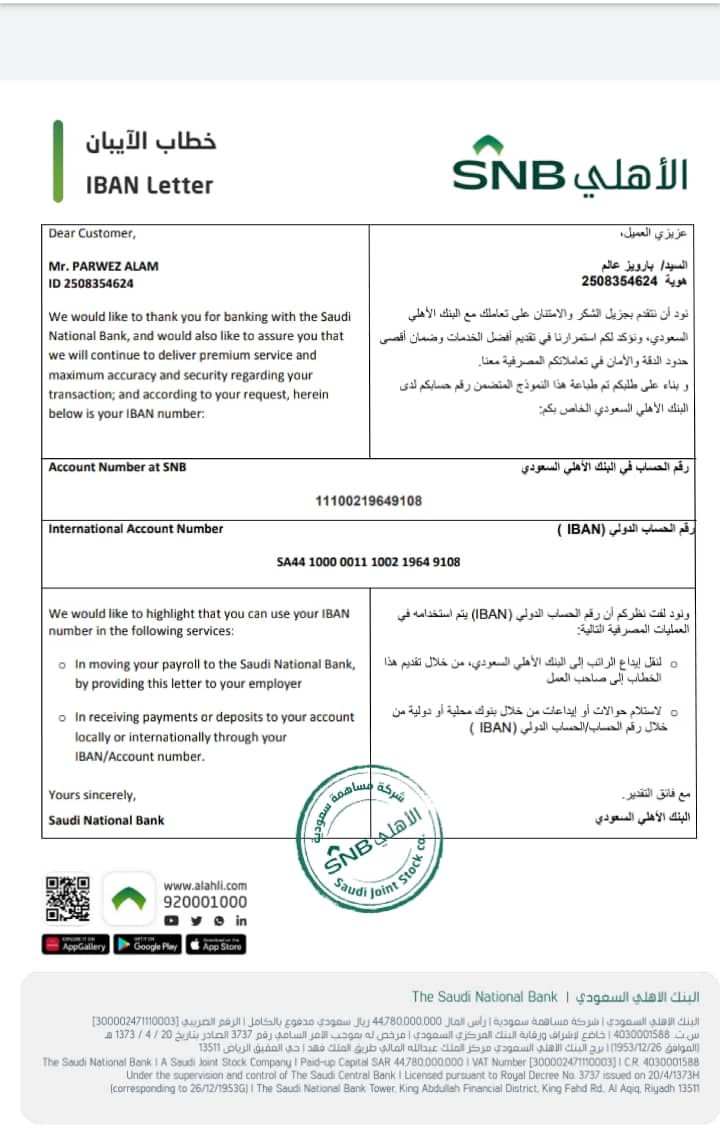 خطاب الآيبان
IBAN Letter
SNB الأهلي
Dear Customer,
Mr. PARWEZ ALAM
ID 2508354624
We would like to thank you for banking with the Saudi
National Bank, and would also like to assure you that
we will continue to deliver premium service and
maximum accuracy and security regarding your
transaction; and according to your request, herein
below is your IBAN number:
عزيزي العميل،
السيد/ بارويز عالم
هوية 2508354624
نود أن نتقدم بجزيل الشكر والامتنان على تعاملك مع البنك الأهلي
السعودي، ونؤكد لكم استمرارنا في تقديم أفضل الخدمات وضمان أقصى
حدود الدقة والأمان في تعاملاتكم المصرفية معنا.
و بناء على طلبكم تم طباعة هذا النموذج المتضمن رقم حسابكم لدى
البنك الأهلي السعودي الخاص بكم:
Account Number at SNB
رقم الحساب في البنك الأهلي السعودي
11100219649108
International Account Number
رقم الحساب الدولي (IBAN )
SA44 1000 0011 1002 1964 9108
We would like to highlight that you can use your IBAN
number in the following services:
o In moving your payroll to the Saudi National Bank,
by providing this letter to your employer
o In receiving payments or deposits to your account
locally or internationally through your
IBAN/Account number.
Yours sincerely,
Saudi National Bank
ونود لفت نظركم أن رقم الحساب الدولي (IBAN) يتم استخدامه في
العمليات المصرفية التالية:
o لنقل إيداع الراتب إلى البنك الأهلي السعودي، من خلال تقديم هذا
الخطاب إلى صاحب العمل
o لاستلام حوالات أو إيداعات من خلال بنوك محلية أو دولية من
خلال رقم الحساب/الحساب الدولي (IBAN )
مع فائق التقدير.
البنك الأهلي السعودي
شركة مساهمة سعودية
SNB الأهلي
Saudi Joint Stock Co.
www.alahli.com
920001000
EXPLORE IT ON AppGallery
GET IT ON Google Play
Download on the App Store
The Saudi National Bank | البنك الأهلي السعودي
البنك الأهلي السعودي | شركة مساهمة سعودية | رأس المال 44,780,000,000 ريال سعودي مدفوع بالكامل | الرقم الضريبي [300002471110003]
س.ت. 4030001588 | خاضع لإشراف ورقابة البنك المركزي السعودي | مرخص له بموجب الأمر السامي رقم 3737 الصادر بتاريخ 20 / 4 / 1373 هـ
(الموافق 1953/12/26) | برج البنك الأهلي السعودي مركز الملك عبدالله المالي طريق الملك فهد | حي العقيق الرياض 13511
The Saudi National Bank | A Saudi Joint Stock Company | Paid-up Capital SAR 44,780,000,000 | VAT Number [300002471110003] | C.R. 4030001588
Under the supervision and control of The Saudi Central Bank | Licensed pursuant to Royal Decree No. 3737 issued on 20/4/1373H
(corresponding to 26/12/1953G) | The Saudi National Bank Tower, King Abdullah Financial District, King Fahd Rd, Al Aqiq, Riyadh 13511